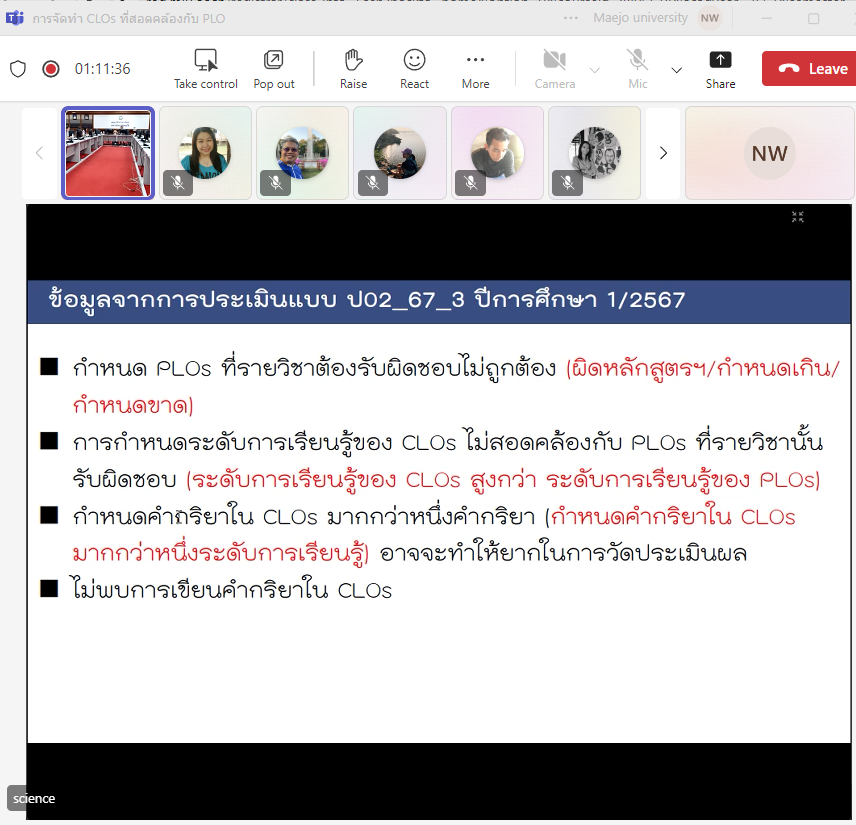 การจัดทำ CLOs ที่สอดคล้องกับ PLO
Maejo university NW
01:11:36
Take control Pop out Raise React More Camera Mic Share Leave
NW
ข้อมูลจากการประเมินแบบ ป02_67_3 ปีการศึกษา 1/2567
กำหนด PLOs ที่รายวิชาต้องรับผิดชอบไม่ถูกต้อง (ผิดหลักสูตรฯ/กำหนดเกิน/
กำหนดขาด)
การกำหนดระดับการเรียนรู้ของ CLOs ไม่สอดคล้องกับ PLOs ที่รายวิชานั้น
รับผิดชอบ (ระดับการเรียนรู้ของ CLOs สูงกว่า ระดับการเรียนรู้ของ PLOs)
กำหนดคำกริยาใน CLOs มากกว่าหนึ่งคำกริยา (กำหนดคำกริยาใน CLOs
มากกว่าหนึ่งระดับการเรียนรู้) อาจจะทำให้ยากในการวัดประเมินผล
ไม่พบการเขียนคำกริยาใน CLOs
science